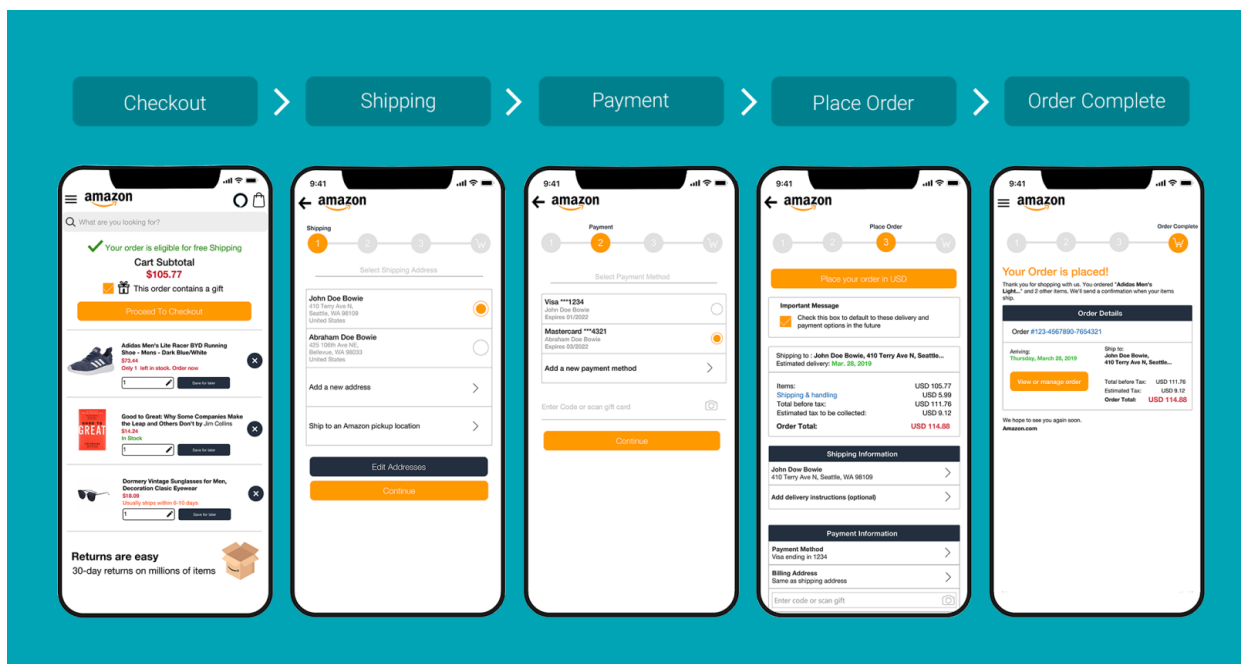 Checkout
Shipping
Payment
Place Order
Order Complete
amazon
What are you looking for?
Your order is eligible for free Shipping
Cart Subtotal
$105.77
This order contains a gift
Proceed To Checkout
Adidas Men's Lite Racer BYD Running
Shoe - Mens - Dark Blue/White
$73.44
Only 1 left in stock. Order now
1
Save for later
GOOD TO
GREAT
Good to Great: Why Some Companies Make
the Leap and Others Don't by Jim Collins
$14.24
In Stock
1
Save for later
Dormery Vintage Sunglasses for Men,
Decoration Clasic Eyewear
$18.09
Usually ships within 6-10 days
1
Save for later
Returns are easy
30-day returns on millions of items
9:41
amazon
Shipping
1 2 3
Select Shipping Address
John Doe Bowie
410 Terry Ave N,
Seattle, WA 98109
United States
Abraham Doe Bowie
425 106th Ave NE,
Bellevue, WA 98033
United States
Add a new address
Ship to an Amazon pickup location
Edit Addresses
Continue
9:41
amazon
Payment
1 2 3
Select Payment Method
Visa ***1234
John Doe Bowie
Expires 01/2022
Mastercard ***4321
Abraham Doe Bowie
Expires 03/2022
Add a new payment method
Enter Code or scan gift card
Continue
9:41
amazon
Place Order
1 2 3
Place your order in USD
Important Message
Check this box to default to these delivery and
payment options in the future
Shipping to : John Doe Bowie, 410 Terry Ave N, Seattle...
Estimated delivery: Mar. 28, 2019
Items: USD 105.77
Shipping & handling USD 5.99
Total before tax: USD 111.76
Estimated tax to be collected: USD 9.12
Order Total: USD 114.88
Shipping Information
John Dow Bowie
410 Terry Ave N, Seattle, WA 98109
Add delivery instructions (optional)
Payment Information
Payment Method
Visa ending in 1234
Billing Address
Same as shipping address
Enter code or scan gift
9:41
amazon
Order Complete
1 2 3
Your Order is placed!
Thank you for shopping with us. You ordered "Adidas Men's
Light..." and 2 other items. We'll send a confirmation when your items
ship.
Order Details
Order #123-4567890-7654321
Arriving:
Thursday, March 28, 2019
View or manage order
Ship to:
John Doe Bowie,
410 Terry Ave N, Seattle...
Total before Tax: USD 111.76
Estimated Tax: USD 9.12
Order Total: USD 114.88
We hope to see you again soon.
Amazon.com